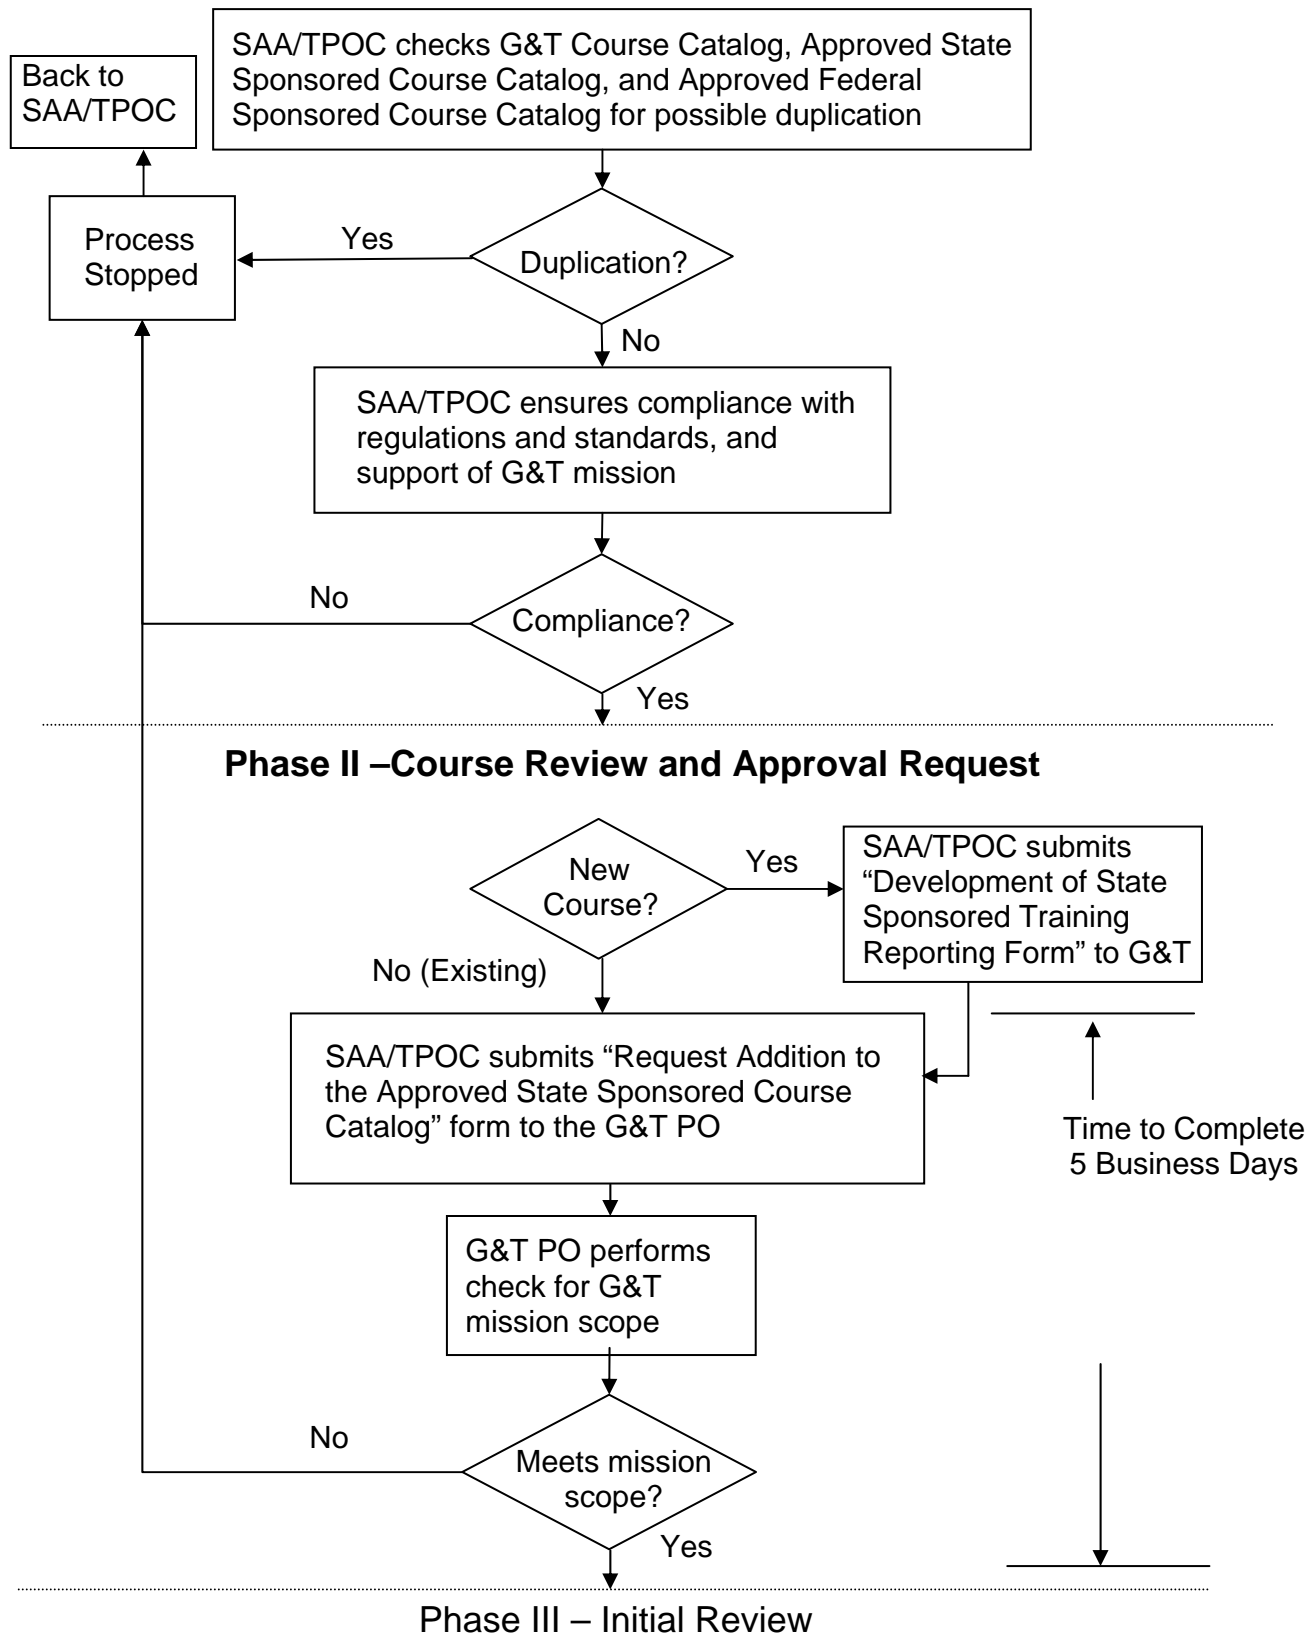 SAA/TPOC checks G&T Course Catalog, Approved State
Sponsored Course Catalog, and Approved Federal
Sponsored Course Catalog for possible duplication
Back to
SAA/TPOC
Process
Stopped
Yes
Duplication?
No
SAA/TPOC ensures compliance with
regulations and standards, and
support of G&T mission
No
Compliance?
Yes
Phase II –Course Review and Approval Request
New
Course?
Yes
SAA/TPOC submits
“Development of State
Sponsored Training
Reporting Form” to G&T
No (Existing)
SAA/TPOC submits “Request Addition to
the Approved State Sponsored Course
Catalog” form to the G&T PO
Time to Complete
5 Business Days
G&T PO performs
check for G&T
mission scope
No
Meets mission
scope?
Yes
Phase III – Initial Review